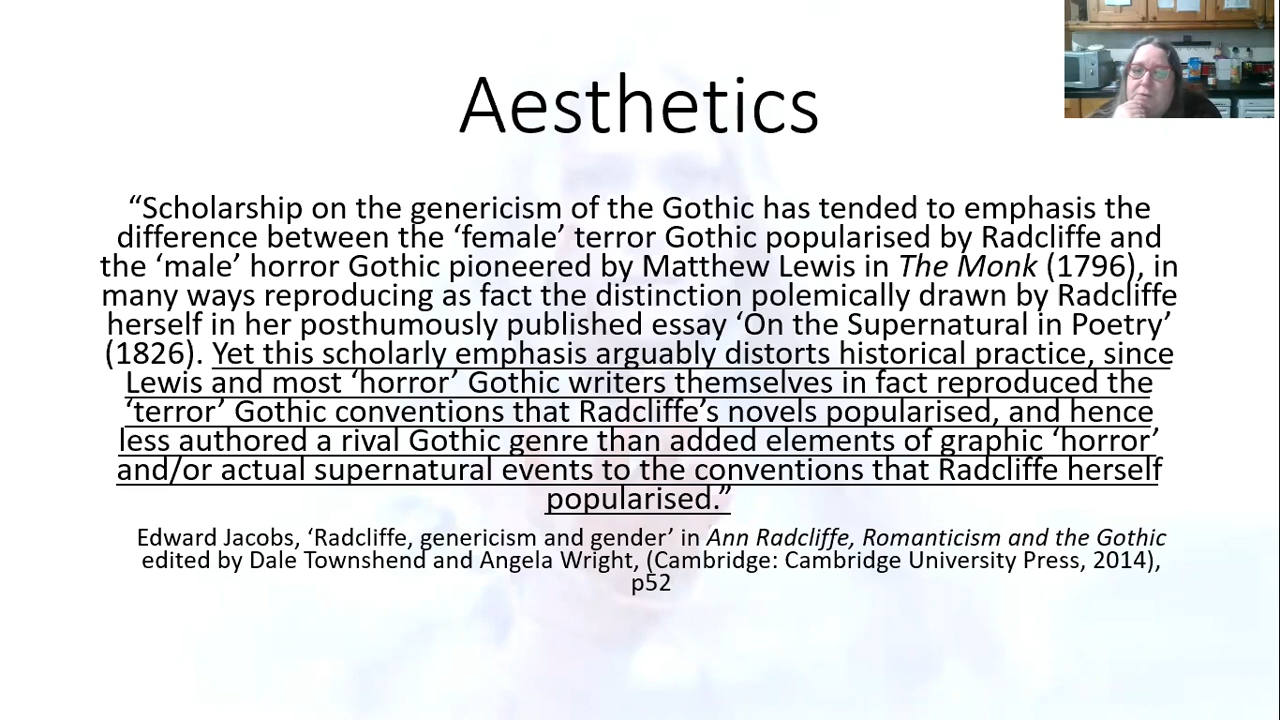 Aesthetics
“Scholarship on the genericism of the Gothic has tended to emphasis the
difference between the ‘female’ terror Gothic popularised by Radcliffe and
the ‘male’ horror Gothic pioneered by Matthew Lewis in The Monk (1796), in
many ways reproducing as fact the distinction polemically drawn by Radcliffe
herself in her posthumously published essay ‘On the Supernatural in Poetry’
(1826). Yet this scholarly emphasis arguably distorts historical practice, since
Lewis and most ‘horror’ Gothic writers themselves in fact reproduced the
‘terror’ Gothic conventions that Radcliffe’s novels popularised, and hence
less authored a rival Gothic genre than added elements of graphic ‘horror’
and/or actual supernatural events to the conventions that Radcliffe herself
popularised.”
Edward Jacobs, ‘Radcliffe, genericism and gender’ in Ann Radcliffe, Romanticism and the Gothic
edited by Dale Townshend and Angela Wright, (Cambridge: Cambridge University Press, 2014),
p52